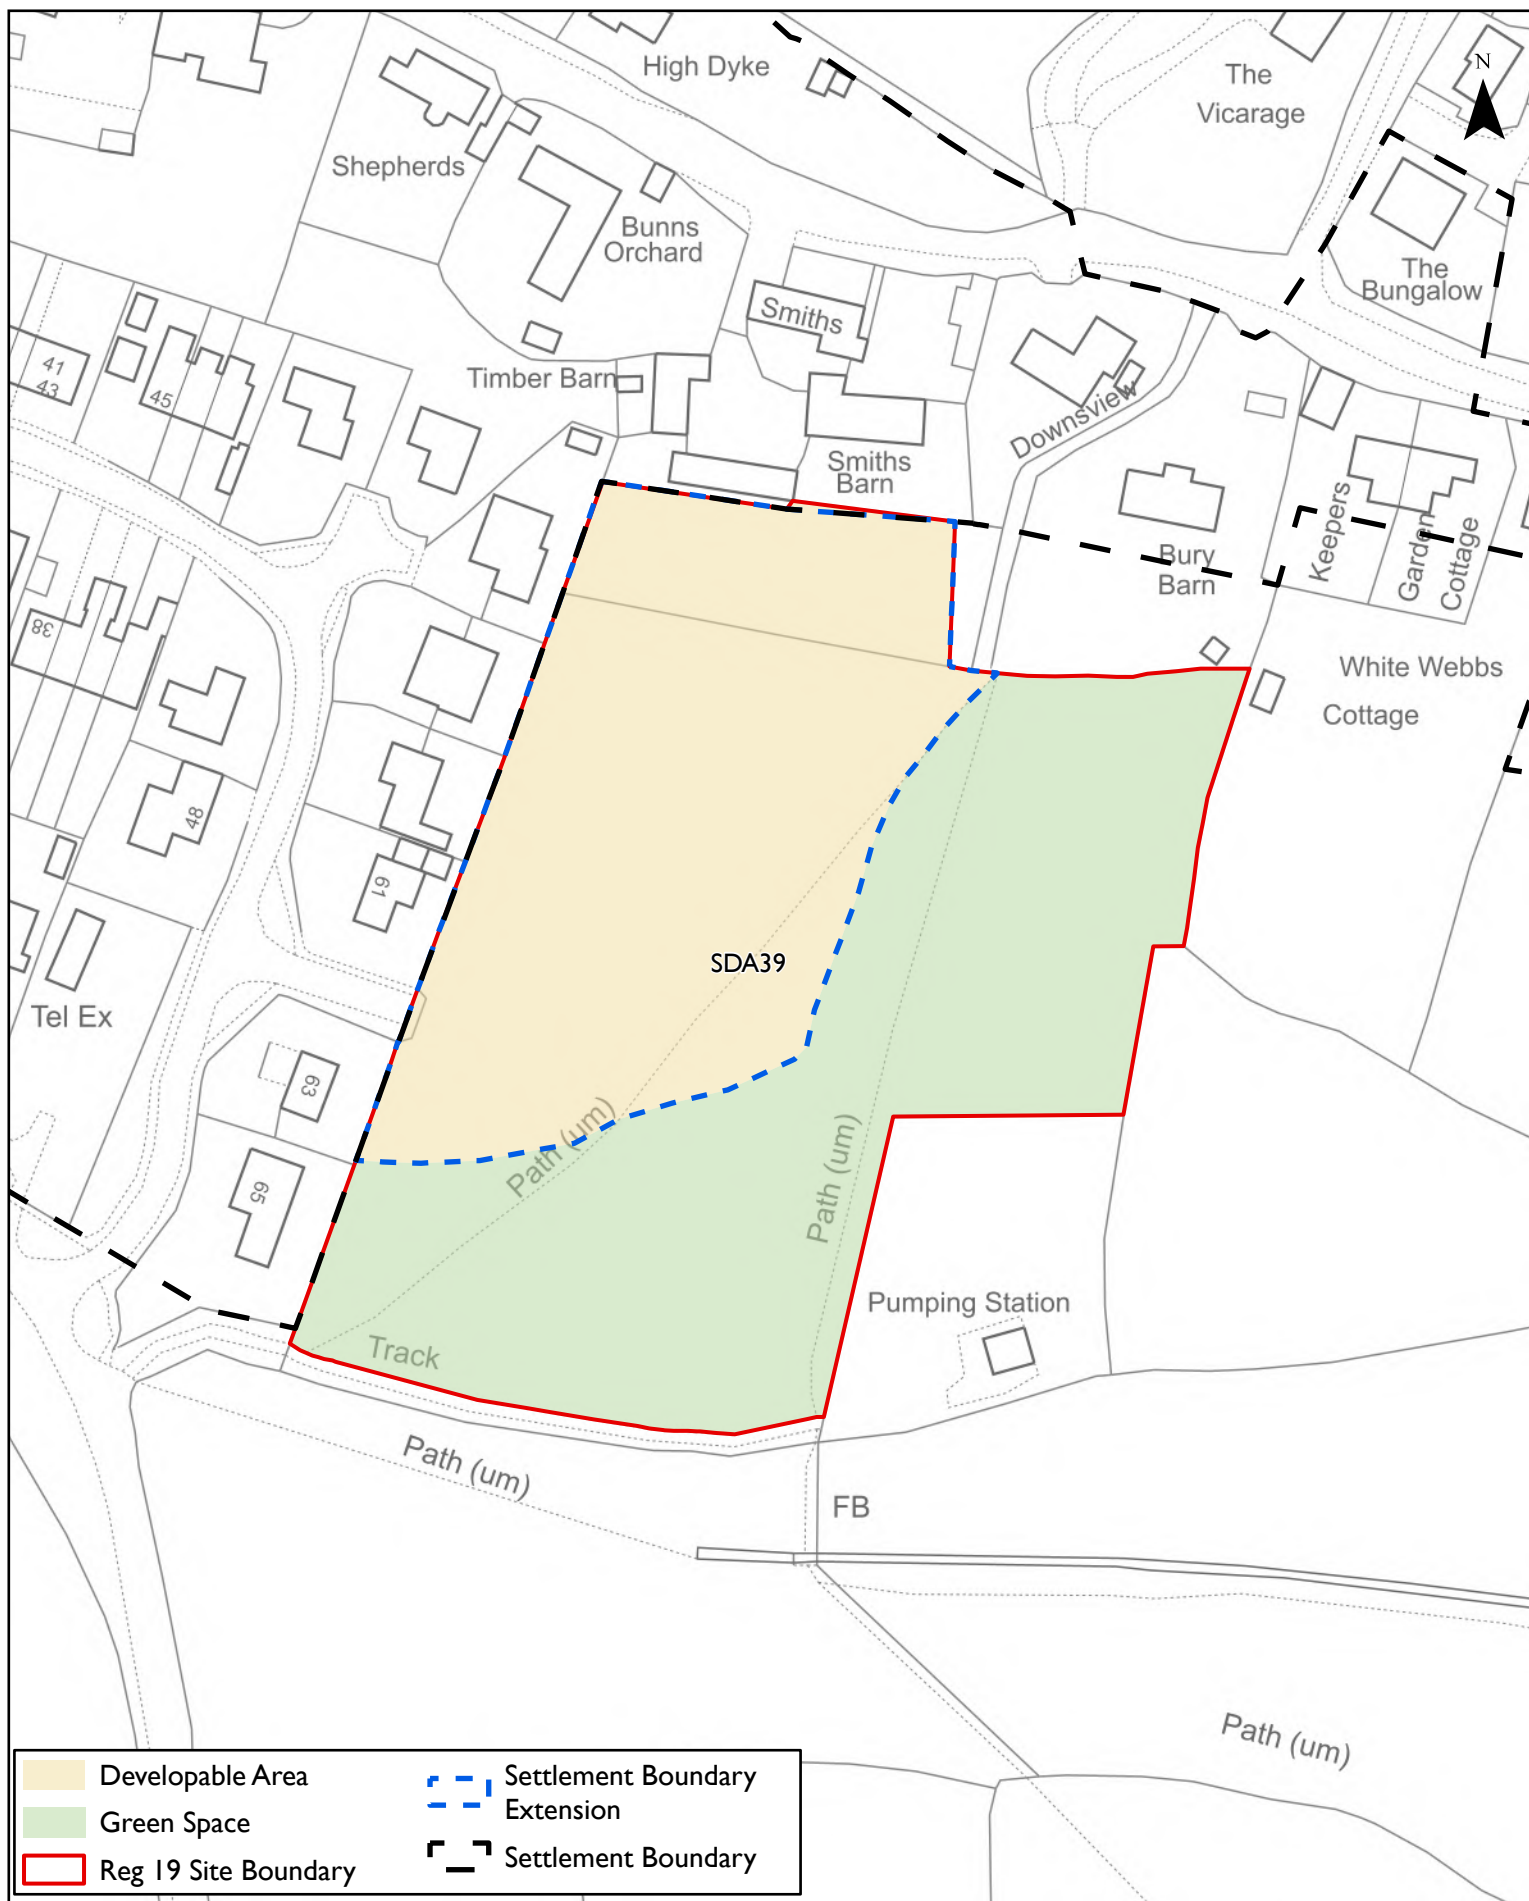 High Dyke
The
Vicarage
N
Shepherds
Bunns
Orchard
The
Bungalow
Smiths
41
43
45
Timber Barn
Downsview
Smiths
Barn
Keepers
Garden
Cottage
Bury
Barn
38
White Webbs
Cottage
48
61
SDA39
Tel Ex
63
Path (um)
Path (um)
65
Pumping Station
Track
Path (um)
FB
Path (um)
Developable Area
Green Space
Reg 19 Site Boundary
Settlement Boundary
Extension
Settlement Boundary